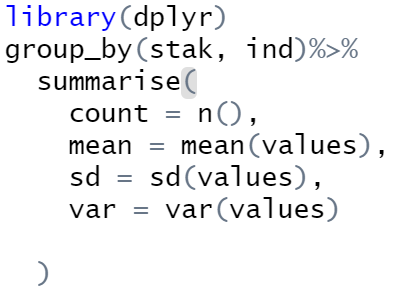 library(dplyr)
group_by(stak, ind)%>%
  summarise(
    count = n(),
    mean = mean(values),
    sd = sd(values),
    var = var(values)

  )